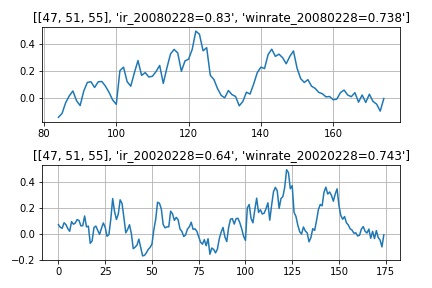 [[47, 51, 55], 'ir_20080228=0.83', 'winrate_20080228=0.738']
0.4
0.2
0.0
80 100 120 140 160
[[47, 51, 55], 'ir_20020228=0.64', 'winrate_20020228=0.743']
0.4
0.2
0.0
−0.2
0 25 50 75 100 125 150 175